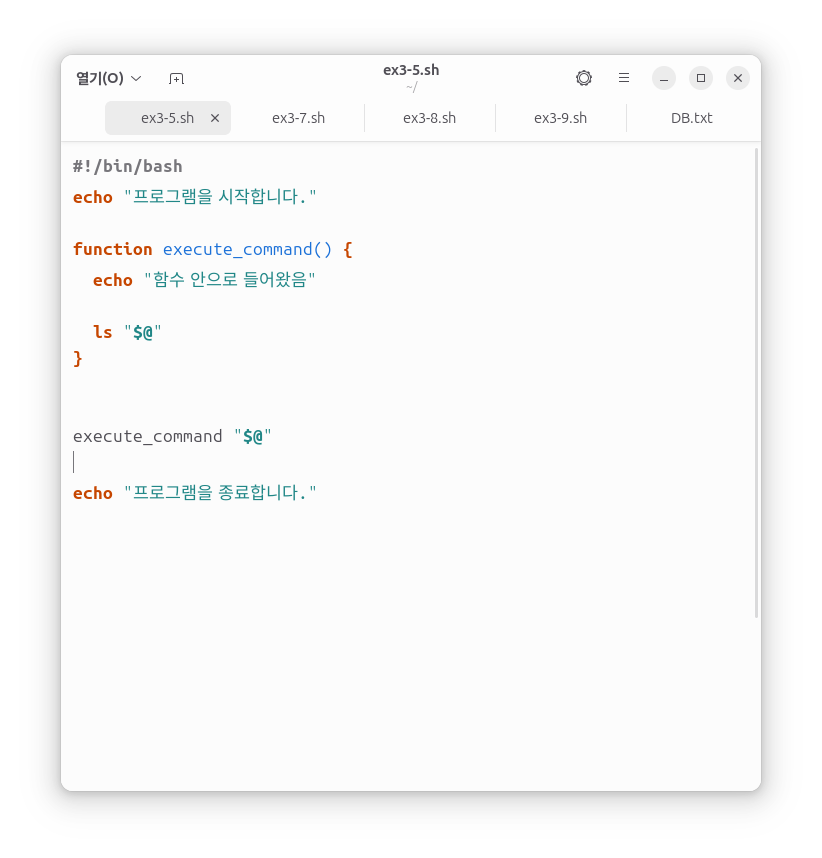 열기(O)
ex3-5.sh
~/
ex3-5.sh
ex3-7.sh
ex3-8.sh
ex3-9.sh
DB.txt
#!/bin/bash
echo "프로그램을 시작합니다."
function execute_command() {
  echo "함수 안으로 들어왔음"
  ls "$@"
}
execute_command "$@"
echo "프로그램을 종료합니다."